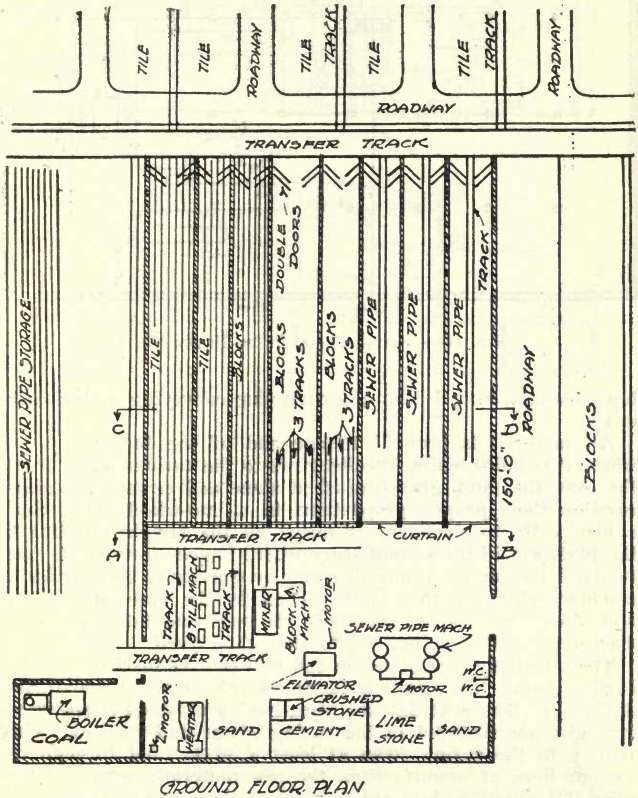 TILE
TILE
ROADWAY
TILE
TRACK
TILE
TRACK
ROADWAY
ROADWAY
TRANSFER TRACK
SEWER PIPE STORAGE
TILE
TILE
BLOCKS
BLOCKS
DOUBLE
DOORS
3 TRACKS
BLOCKS
3 TRACKS
SEWER PIPE
SEWER PIPE
SEWER PIPE
TRACK
ROADWAY
BLOCKS
C
D
150'-0"
A
TRANSFER TRACK
CURTAIN
B
TRACK
8 TILE MACH
TRACK
MIXER
BLOCK
MACH
MOTOR
SEWER PIPE MACH
TRANSFER TRACK
ELEVATOR
MOTOR
W.C.
W.C.
BOILER
COAL
MOTOR
HEATER
SAND
CRUSHED
STONE
CEMENT
LIME
STONE
SAND
GROUND FLOOR PLAN